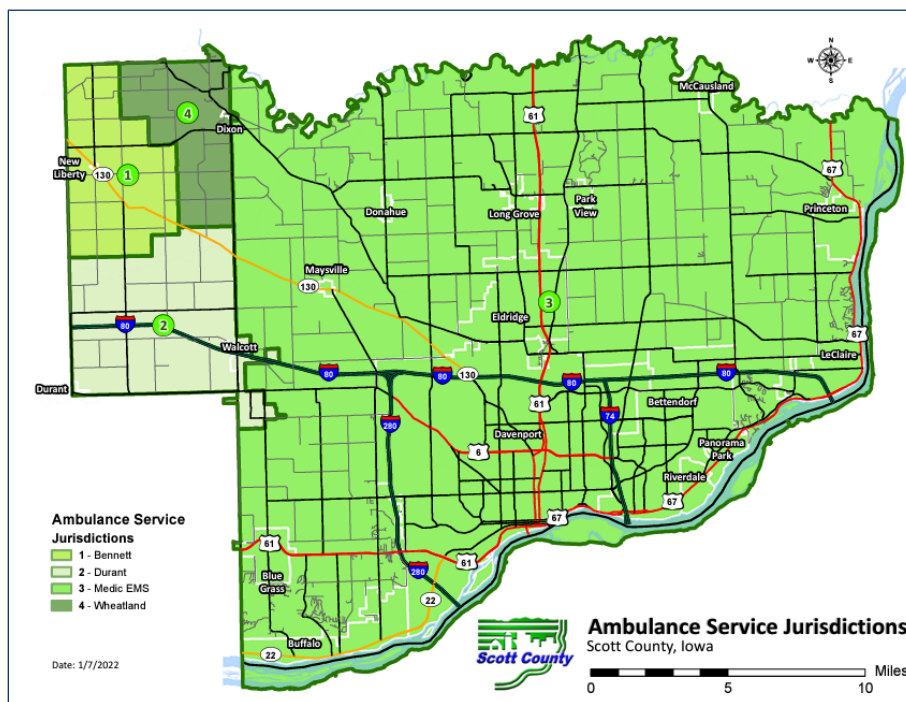 McCausland
N
W E
S
61
4
Dixon
67
New
Liberty
130
1
Donahue
Long Grove
Park
View
Princeton
Maysville
130
3
Eldridge
80
2
Walcott
67
LeClaire
Durant
80
80
130
80
80
61
74
Bettendorf
280
Davenport
6
Panorama
Park
Riverdale
67
67
61
61
Blue
Grass
280
22
Buffalo
22
Ambulance Service
Jurisdictions
1 - Bennett
2 - Durant
3 - Medic EMS
4 - Wheatland
Date: 1/7/2022
Scott County
Ambulance Service Jurisdictions
Scott County, Iowa
Miles
0 5 10